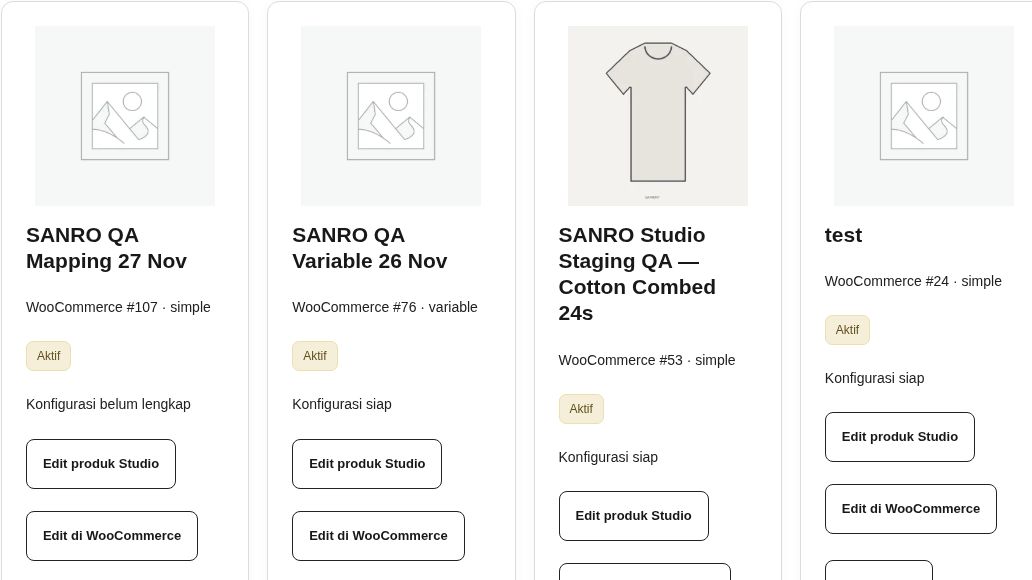 SANRO QA
Mapping 27 Nov
WooCommerce #107 · simple
Aktif
Konfigurasi belum lengkap
Edit produk Studio
Edit di WooCommerce
SANRO QA
Variable 26 Nov
WooCommerce #76 · variable
Aktif
Konfigurasi siap
Edit produk Studio
Edit di WooCommerce
SANRO Studio
Staging QA —
Cotton Combed
24s
WooCommerce #53 · simple
Aktif
Konfigurasi siap
Edit produk Studio
test
WooCommerce #24 · simple
Aktif
Konfigurasi siap
Edit produk Studio
Edit di WooCommerce